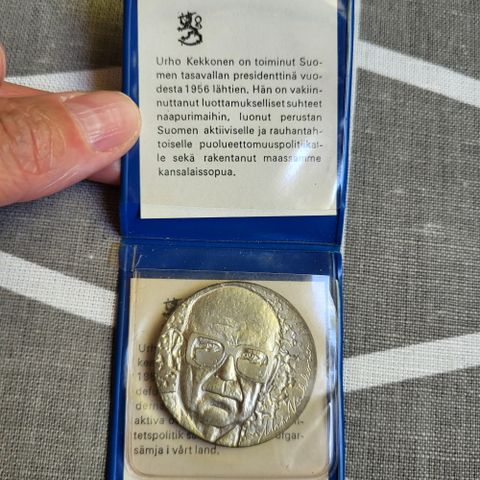 Urho Kekkonen on toiminut Suo-
men tasavallan presidenttinä vuo-
desta 1956 lähtien. Hän on vakiin-
nuttanut luottamukselliset suhteet
naapurimaihin, luonut perustan
Suomen aktiiviselle ja rauhantah-
toiselle puolueettomuuspolitiikal-
le sekä rakentanut maassamme
kansalaissopua.
aktiva
tetspolitik
sämja i vårt land.